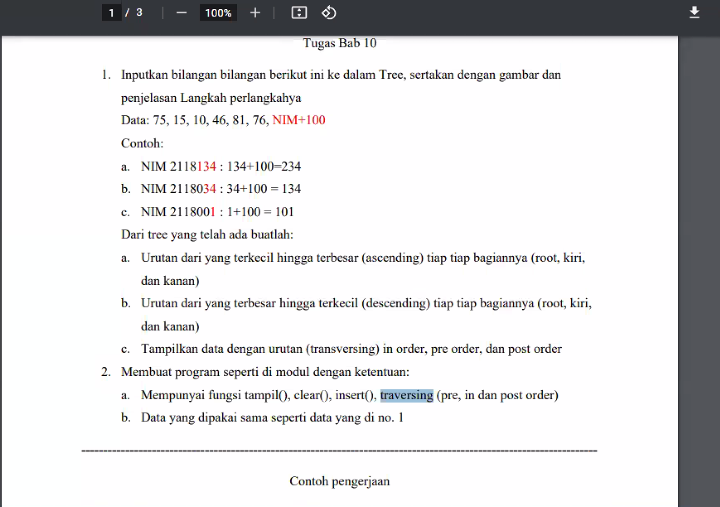 1 / 3 100%
Tugas Bab 10
1. Inputkan bilangan bilangan berikut ini ke dalam Tree, sertakan dengan gambar dan
penjelasan Langkah perlangkahya
Data: 75, 15, 10, 46, 81, 76, NIM+100
Contoh:
a. NIM 2118134 : 134+100=234
b. NIM 2118034 : 34+100 = 134
c. NIM 2118001 : 1+100 = 101
Dari tree yang telah ada buatlah:
a. Urutan dari yang terkecil hingga terbesar (ascending) tiap tiap bagiannya (root, kiri,
dan kanan)
b. Urutan dari yang terbesar hingga terkecil (descending) tiap tiap bagiannya (root, kiri,
dan kanan)
c. Tampilkan data dengan urutan (transversing) in order, pre order, dan post order
2. Membuat program seperti di modul dengan ketentuan:
a. Mempunyai fungsi tampil(), clear(), insert(), traversing (pre, in dan post order)
b. Data yang dipakai sama seperti data yang di no. 1
Contoh pengerjaan